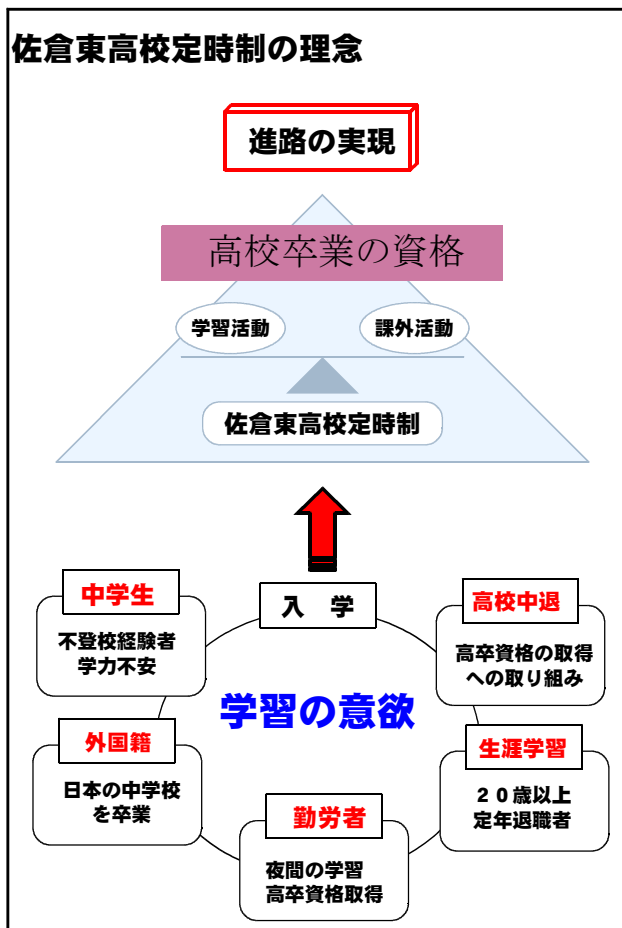 佐倉東高校定時制の理念
進路の実現
高校卒業の資格
学習活動
課外活動
佐倉東高校定時制
入　学
中学生
不登校経験者
学力不安
高校中退
高卒資格の取得
への取り組み
学習の意欲
外国籍
日本の中学校
を卒業
生涯学習
２０歳以上
定年退職者
勤労者
夜間の学習
高卒資格取得